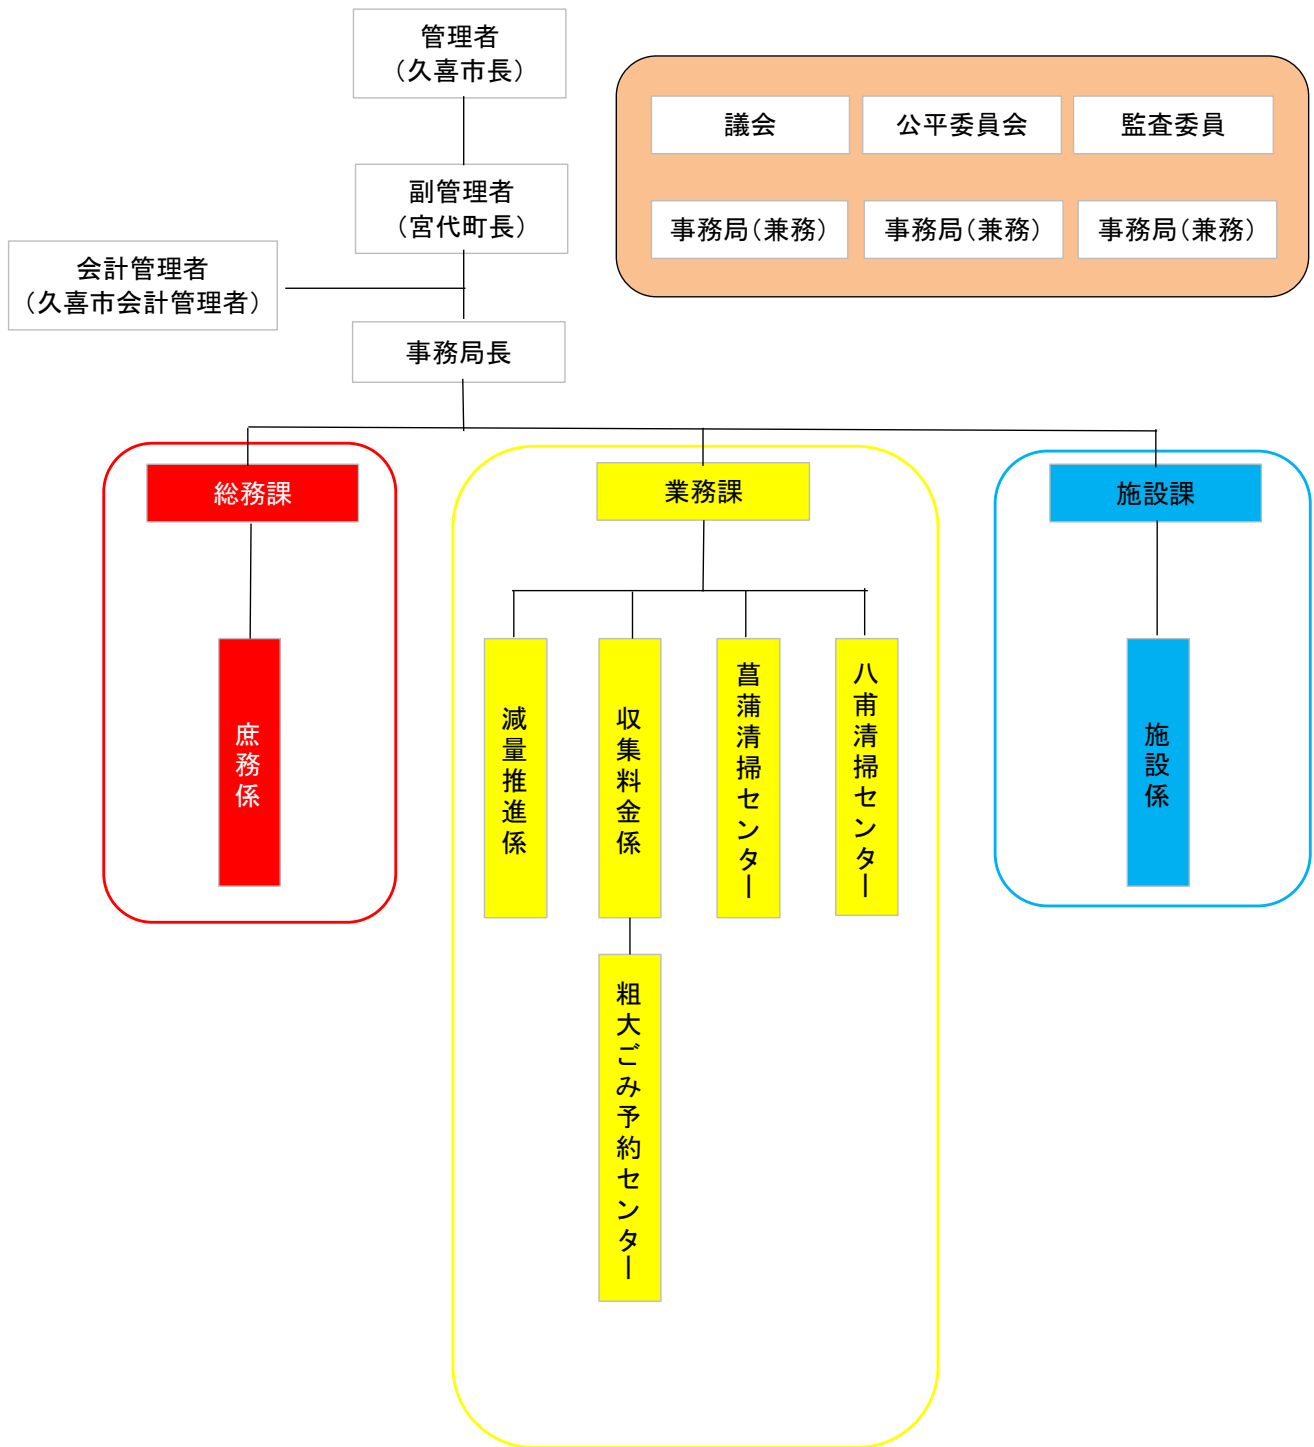 管理者
（久喜市長）
議会
公平委員会
監査委員
副管理者
（宮代町長）
事務局（兼務）
事務局（兼務）
事務局（兼務）
会計管理者
（久喜市会計管理者）
事務局長
総務課
業務課
施設課
庶務係
減量推進係
収集料金係
菖蒲清掃センター
八甫清掃センター
施設係
粗大ごみ予約センター